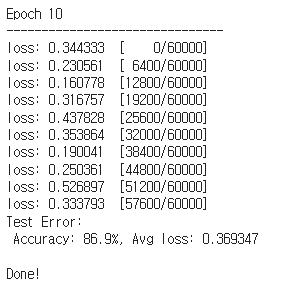 Epoch 10
-------------------------------
loss: 0.344333  [    0/60000]
loss: 0.230561  [ 6400/60000]
loss: 0.160778  [12800/60000]
loss: 0.316757  [19200/60000]
loss: 0.437828  [25600/60000]
loss: 0.353864  [32000/60000]
loss: 0.190041  [38400/60000]
loss: 0.250361  [44800/60000]
loss: 0.526897  [51200/60000]
loss: 0.333793  [57600/60000]
Test Error:
 Accuracy: 86.9%, Avg loss: 0.369347

Done!